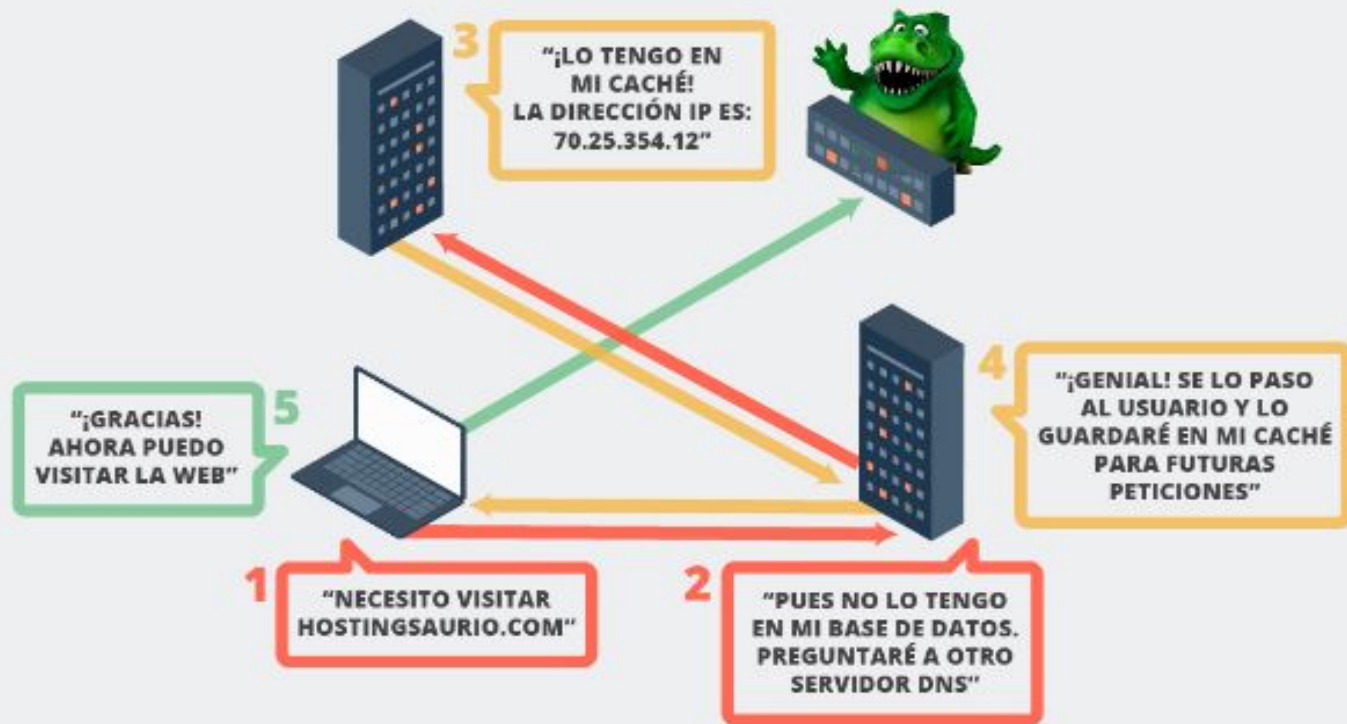 3
“¡LO TENGO EN
MI CACHÉ!
LA DIRECCIÓN IP ES:
70.25.354.12”
4
“¡GENIAL! SE LO PASO
AL USUARIO Y LO
GUARDARÉ EN MI CACHÉ
PARA FUTURAS
PETICIONES”
5
“¡GRACIAS!
AHORA PUEDO
VISITAR LA WEB”
1
“NECESITO VISITAR
HOSTINGSAURIO.COM”
2
“PUES NO LO TENGO
EN MI BASE DE DATOS.
PREGUNTARÉ A OTRO
SERVIDOR DNS”